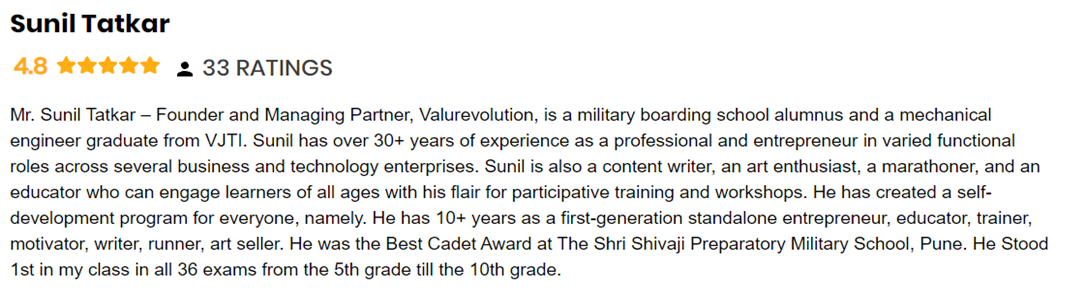 Sunil Tatkar
4.8 33 RATINGS
Mr. Sunil Tatkar – Founder and Managing Partner, Valurevolution, is a military boarding school alumnus and a mechanical
engineer graduate from VJTI. Sunil has over 30+ years of experience as a professional and entrepreneur in varied functional
roles across several business and technology enterprises. Sunil is also a content writer, an art enthusiast, a marathoner, and an
educator who can engage learners of all ages with his flair for participative training and workshops. He has created a self-
development program for everyone, namely. He has 10+ years as a first-generation standalone entrepreneur, educator, trainer,
motivator, writer, runner, art seller. He was the Best Cadet Award at The Shri Shivaji Preparatory Military School, Pune. He Stood
1st in my class in all 36 exams from the 5th grade till the 10th grade.